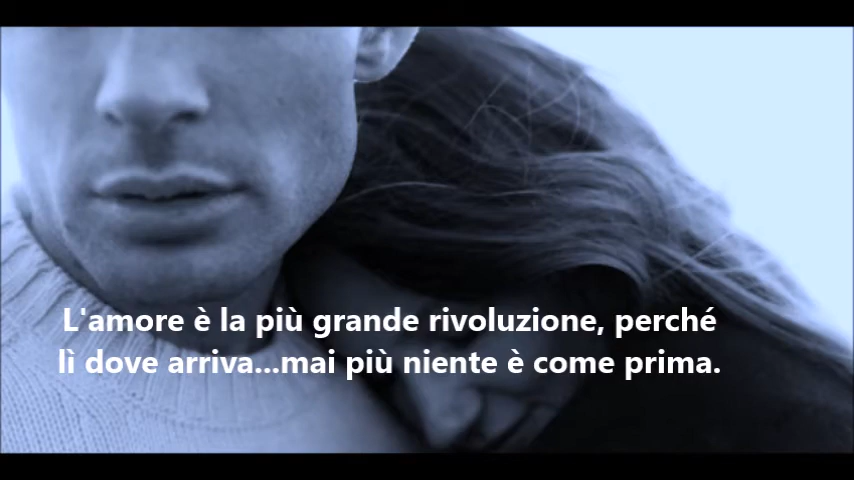 L'amore è la più grande rivoluzione, perché
lì dove arriva...mai più niente è come prima.